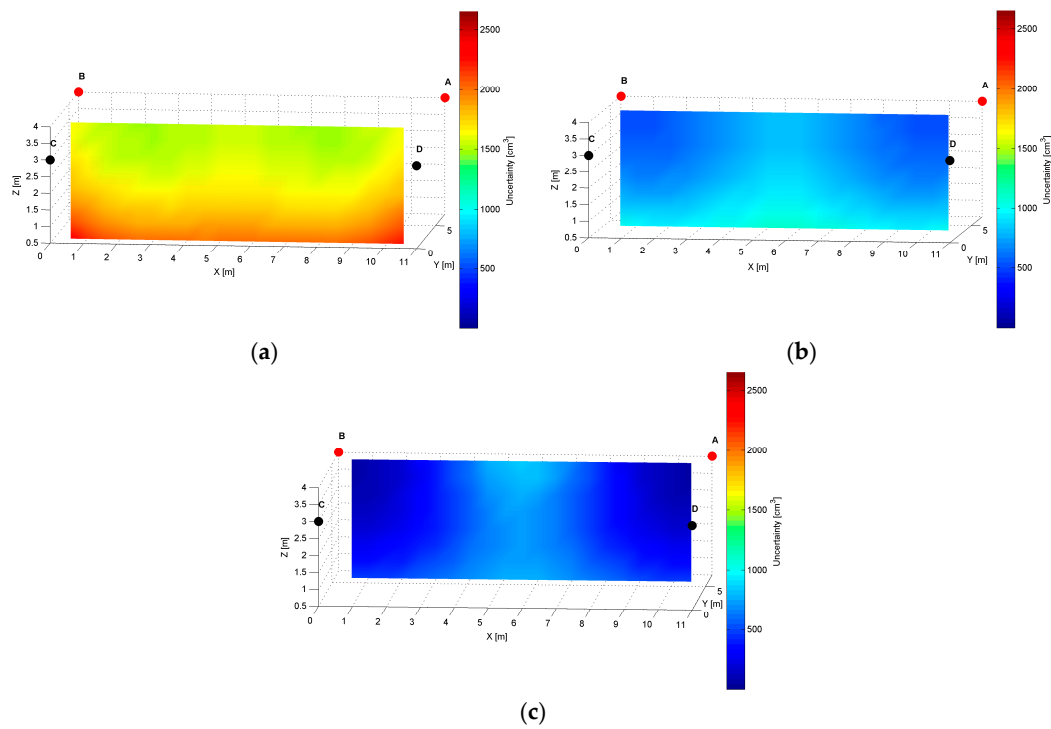 B
A
C
D
4
3.5
3
2.5
2
1.5
1
0.5
Z [m]
0 1 2 3 4 5 6 7 8 9 10 11
X [m]
0
5
Y [m]
2500
2000
1500
1000
500
Uncertainty [cm³]
(a)
B
A
C
D
4
3.5
3
2.5
2
1.5
1
0.5
Z [m]
0 1 2 3 4 5 6 7 8 9 10 11
X [m]
0
5
Y [m]
2500
2000
1500
1000
500
Uncertainty [cm³]
(b)
B
A
C
D
4
3.5
3
2.5
2
1.5
1
0.5
Z [m]
0 1 2 3 4 5 6 7 8 9 10 11
X [m]
0
5
Y [m]
2500
2000
1500
1000
500
Uncertainty [cm³]
(c)